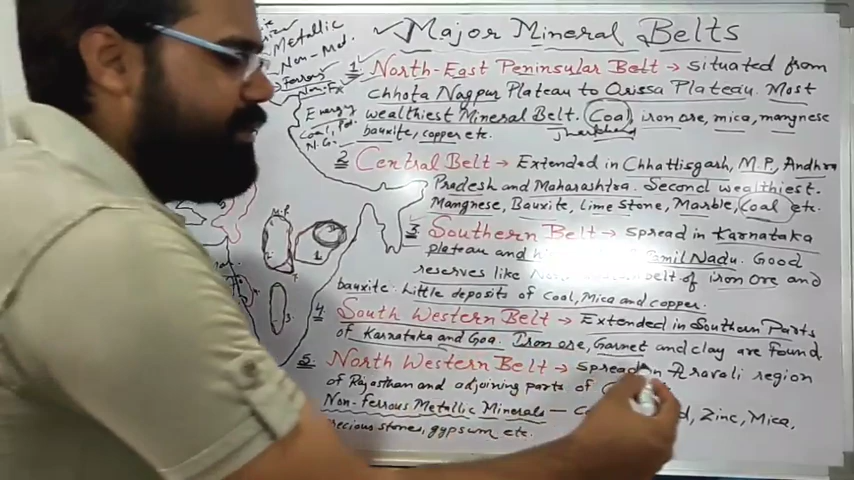 Major Mineral Belts
Metallic
Non-Met.
Ferrous
Non-Fx
Energy
Coal, Pet.
N.G.
1 North-East Peninsular Belt → situated from
chhota Nagpur Plateau to Orissa Plateau. Most
wealthiest Mineral Belt. Coal, iron ore, mica, mangnese
bauxite, copper etc. Jharkhand
2 Central Belt → Extended in Chhattisgarh, M.P, Andhra
Pradesh and Maharashtra. Second wealthiest.
Mangnese, Bauxite, Lime stone, Marble, Coal etc.
3 Southern Belt → spread in Karnataka
plateau and Tamil Nadu. Good
reserves like belt of iron ore and
bauxite. Little deposits of coal, Mica and copper.
4 South Western Belt → Extended in Southern Parts
of Karnataka and Goa. Iron ore, Garnet and clay are found.
5 North Western Belt → Spread in Aravali region
of Rajasthan and adjoining parts of
Non-Ferrous Metallic Minerals — Zinc, Mica,
precious stones, gypsum etc.